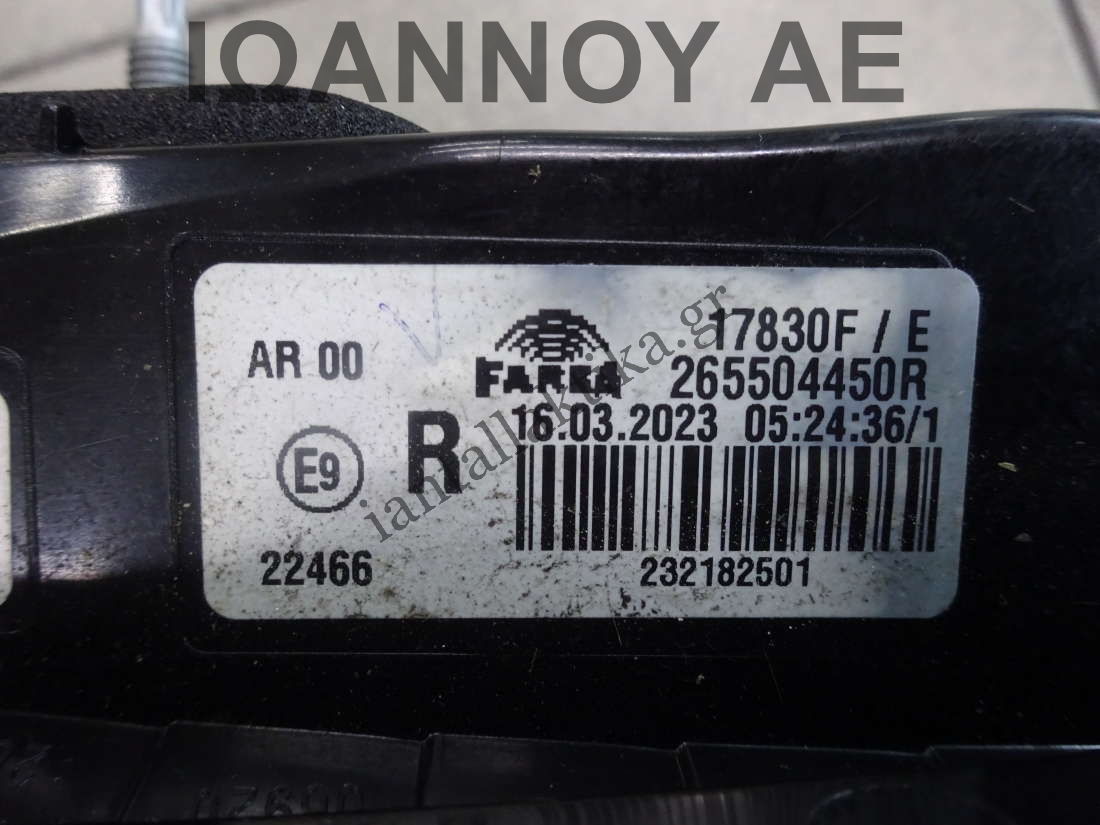 IOANNOY AE
AR 00
FARBA
17830F / E
265504450R
R
16.03.2023 05:24:36/1
E9
22466
232182501
iantallaktika.gr